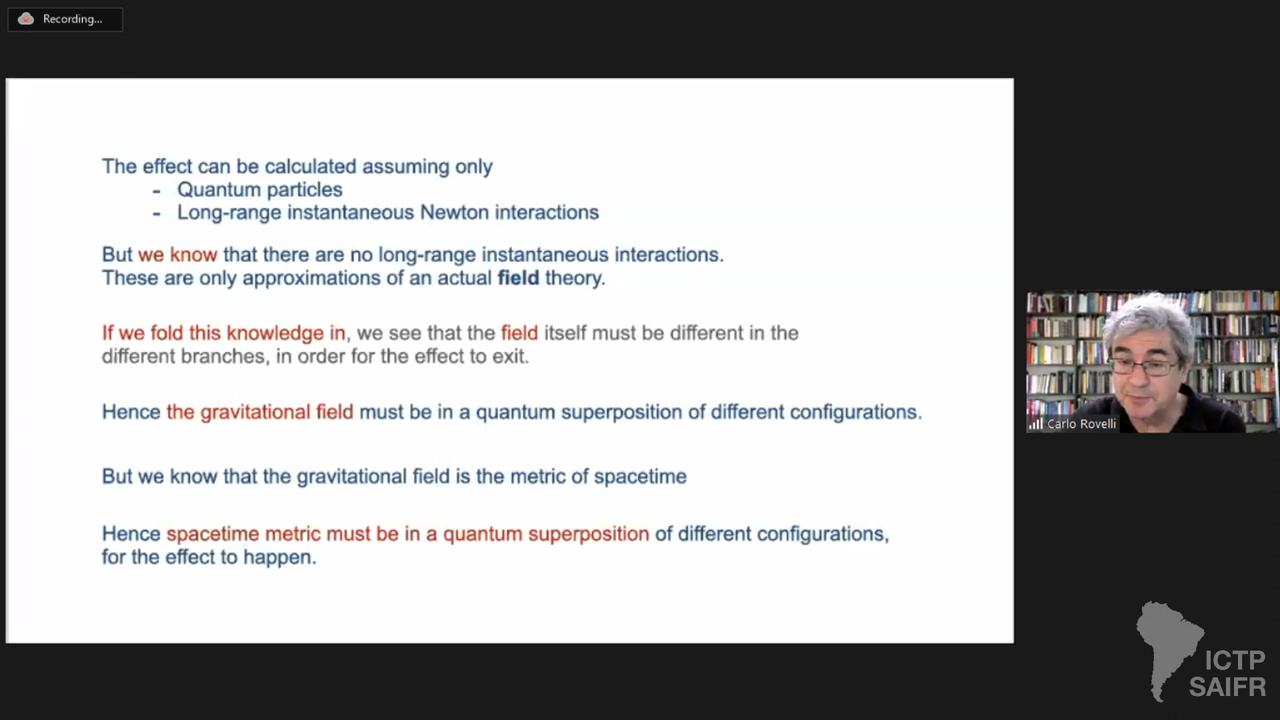 Recording...
The effect can be calculated assuming only
- Quantum particles
- Long-range instantaneous Newton interactions
But we know that there are no long-range instantaneous interactions.
These are only approximations of an actual field theory.
If we fold this knowledge in, we see that the field itself must be different in the
different branches, in order for the effect to exit.
Hence the gravitational field must be in a quantum superposition of different configurations.
But we know that the gravitational field is the metric of spacetime
Hence spacetime metric must be in a quantum superposition of different configurations,
for the effect to happen.
Carlo Rovelli
ICTP
SAIFR